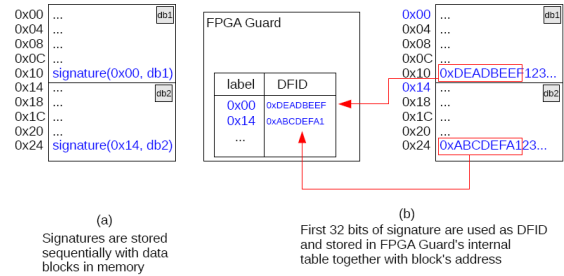 0x00 ... db1
0x04 ...
0x08 ...
0x0C ...
0x10 signature(0x00, db1)
0x14 ... db2
0x18 ...
0x1C ...
0x20 ...
0x24 signature(0x14, db2)
(a)
Signatures are stored
sequentially with data
blocks in memory
FPGA Guard
label DFID
0x00 0xDEADBEEF
0x14 0xABCDEFA1
...
0x00 ... db1
0x04 ...
0x08 ...
0x0C ...
0x10 0xDEADBEEF123...
0x14 ... db2
0x18 ...
0x1C ...
0x20 ...
0x24 0xABCDEFA123...
(b)
First 32 bits of signature are used as DFID
and stored in FPGA Guard's internal
table together with block's address